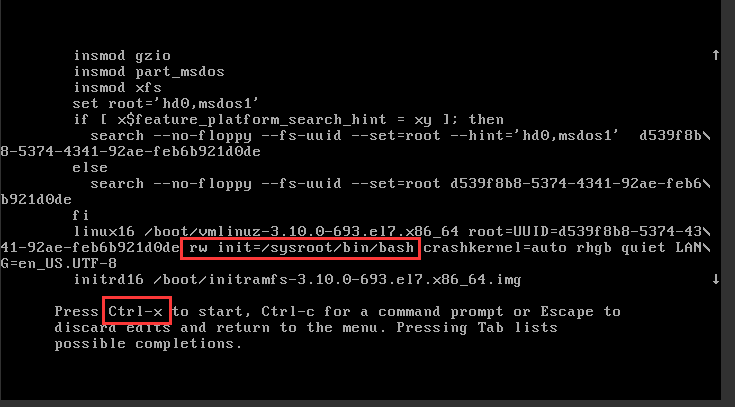 insmod gzio
insmod part_msdos
insmod xfs
set root='hd0,msdos1'
if [ x$feature_platform_search_hint = xy ]; then
search --no-floppy --fs-uuid --set=root --hint='hd0,msdos1'  d539f8b\
8-5374-4341-92ae-feb6b921d0de
else
search --no-floppy --fs-uuid --set=root d539f8b8-5374-4341-92ae-feb6\
b921d0de
fi
linux16 /boot/vmlinuz-3.10.0-693.el7.x86_64 root=UUID=d539f8b8-5374-43\
41-92ae-feb6b921d0de rw init=/sysroot/bin/bash crashkernel=auto rhgb quiet LAN\
G=en_US.UTF-8
initrd16 /boot/initramfs-3.10.0-693.el7.x86_64.img
Press Ctrl-x to start, Ctrl-c for a command prompt or Escape to
discard edits and return to the menu. Pressing Tab lists
possible completions.